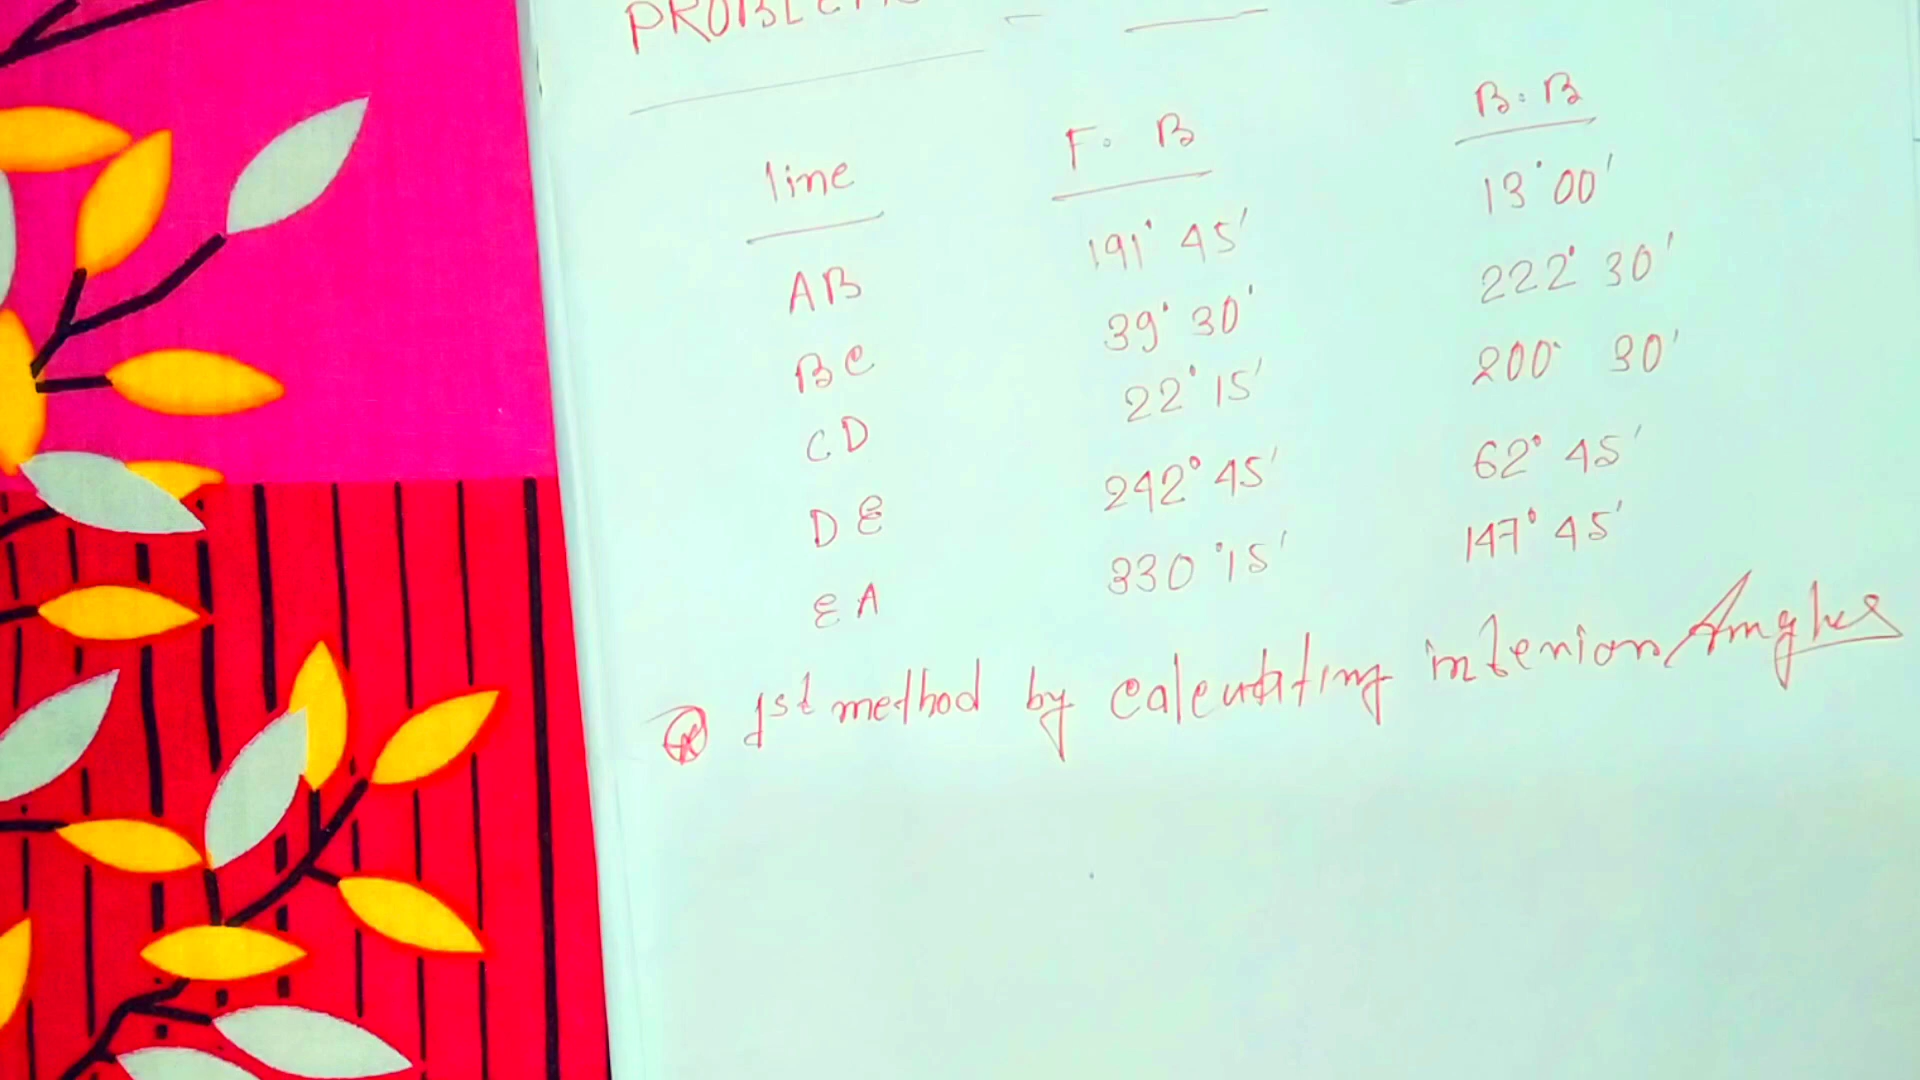 line F. B B.B
AB 191° 45' 13°00'
BC 39° 30' 222° 30'
CD 22° 15' 200° 30'
DE 242° 45' 62° 45'
EA 330° 15' 147° 45'
1st method by calculating interior Angles